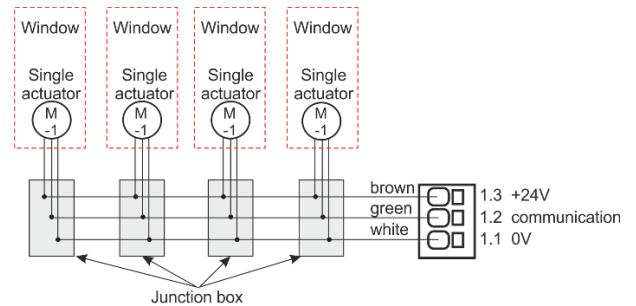 Window Window Window Window
Single Single Single Single
actuator actuator actuator actuator
M M M M
-1 -1 -1 -1
brown 1.3 +24V
green 1.2 communication
white 1.1 0V
Junction box